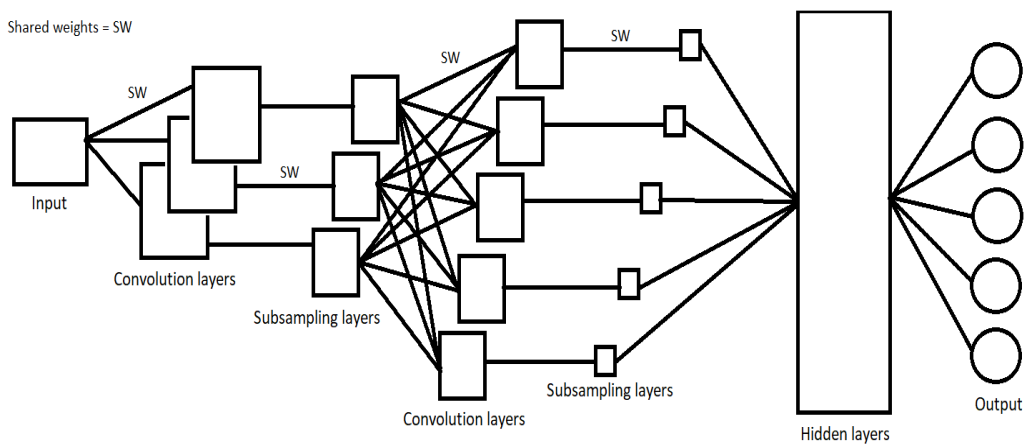 Shared weights = SW
SW
SW
SW
SW
Input
Convolution layers
Subsampling layers
Convolution layers
Subsampling layers
Hidden layers
Output